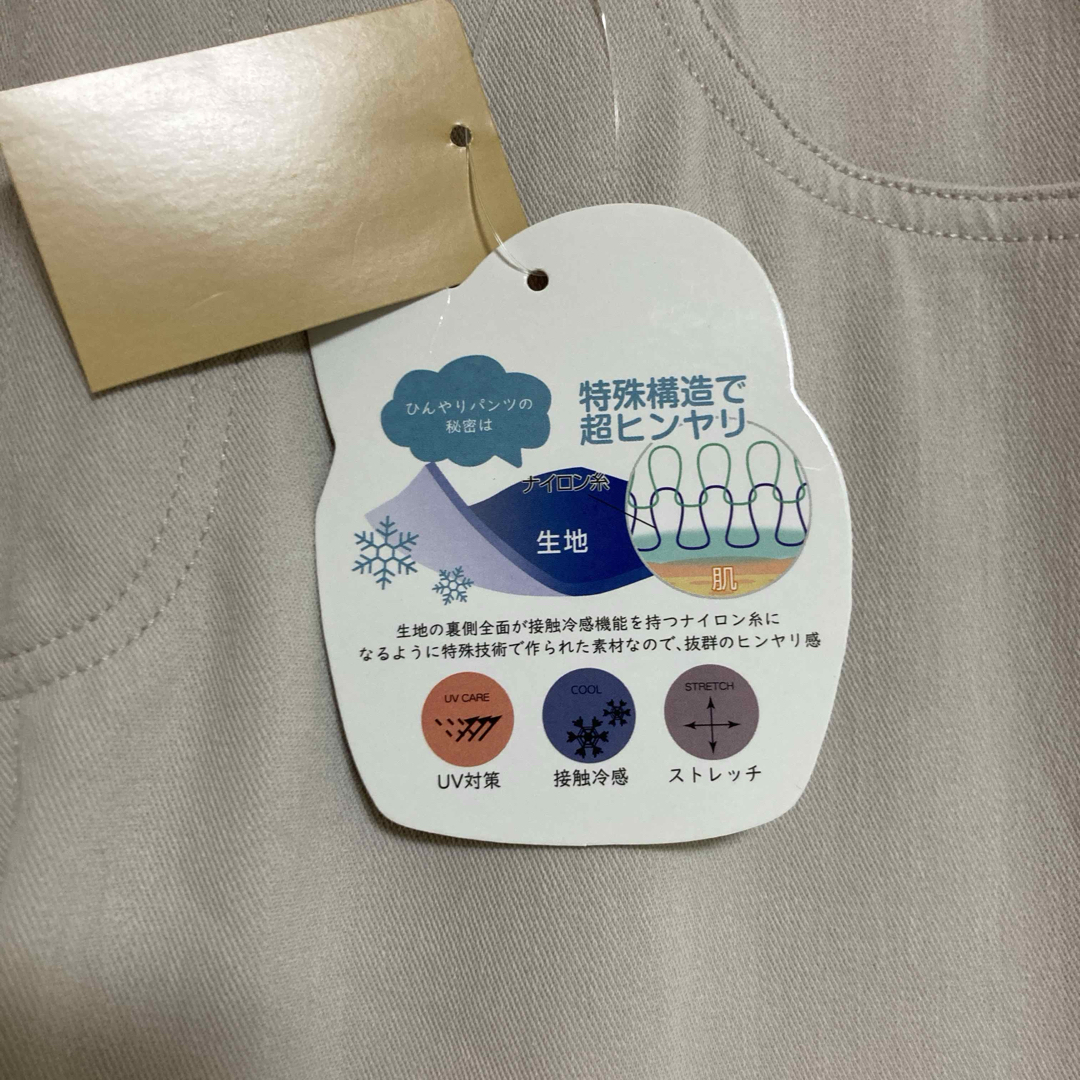 ひんやりパンツの
秘密は
特殊構造で
超ヒンヤリ
ナイロン糸
生地
肌
生地の裏側全面が接触冷感機能を持つナイロン糸に
なるように特殊技術で作られた素材なので、抜群のヒンヤリ感
UV CARE
COOL
STRETCH
UV対策
接触冷感
ストレッチ